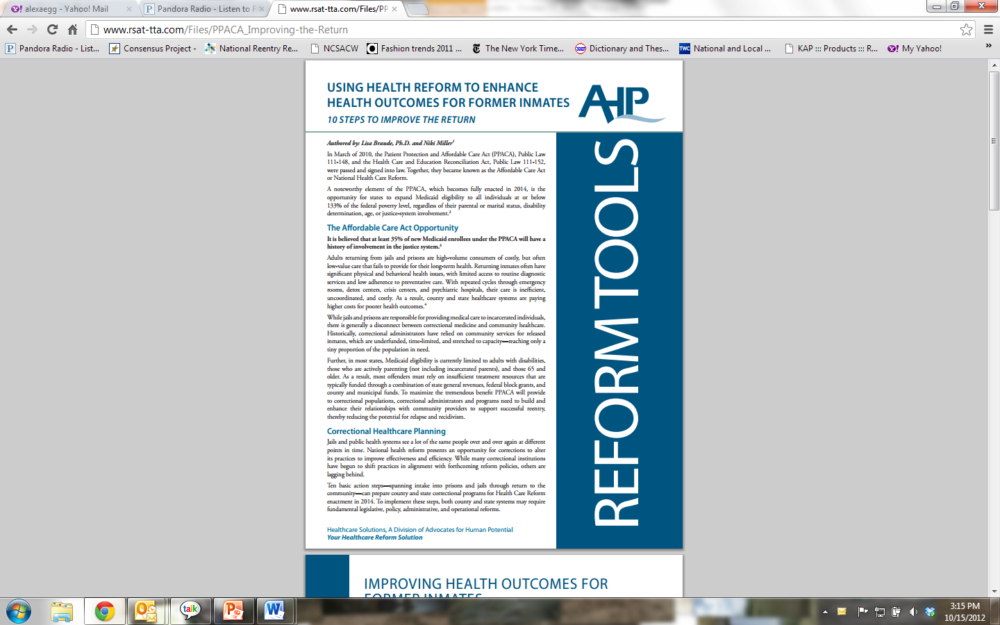 alexaegg - Yahoo! Mail
Pandora Radio - Listen to
www.rsat-tta.com/Files/PP
www.rsat-tta.com/Files/PPACA_Improving-the-Return
Pandora Radio - List...
Consensus Project -
National Reentry Re...
NCSACW
Fashion trends 2011 ...
The New York Time...
Dictionary and Thes...
TWC
National and Local ...
KAP ::: Products ::: R...
My Yahoo!
»
USING HEALTH REFORM TO ENHANCE
HEALTH OUTCOMES FOR FORMER INMATES
10 STEPS TO IMPROVE THE RETURN
AHP
Authored by: Lisa Braude, Ph.D. and Niki Miller¹
In March of 2010, the Patient Protection and Affordable Care Act (PPACA), Public Law
111-148, and the Health Care and Education Reconciliation Act, Public Law 111-152,
were passed and signed into law. Together, they became known as the Affordable Care Act
or National Health Care Reform.
A noteworthy element of the PPACA, which becomes fully enacted in 2014, is the
opportunity for states to expand Medicaid eligibility to all individuals at or below
133% of the federal poverty level, regardless of their parental or marital status, disability
determination, age, or justice-system involvement.²
The Affordable Care Act Opportunity
It is believed that at least 35% of new Medicaid enrollees under the PPACA will have a
history of involvement in the justice system.³
Adults returning from jails and prisons are high-volume consumers of costly, but often
low-value care that fails to provide for their long-term health. Returning inmates often have
significant physical and behavioral health issues, with limited access to routine diagnostic
services and low adherence to preventative care. With repeated cycles through emergency
rooms, detox centers, crisis centers, and psychiatric hospitals, their care is inefficient,
uncoordinated, and costly. As a result, county and state healthcare systems are paying
higher costs for poorer health outcomes.⁴
While jails and prisons are responsible for providing medical care to incarcerated individuals,
there is generally a disconnect between correctional medicine and community healthcare.
Historically, correctional administrators have relied on community services for released
inmates, which are underfunded, time-limited, and stretched to capacity—reaching only a
tiny proportion of the population in need.
Further, in most states, Medicaid eligibility is currently limited to adults with disabilities,
those who are actively parenting (not including incarcerated parents), and those 65 and
older. As a result, most offenders must rely on insufficient treatment resources that are
typically funded through a combination of state general revenues, federal block grants, and
county and municipal funds. To maximize the tremendous benefit PPACA will provide
to correctional populations, correctional administrators and programs need to build and
enhance their relationships with community providers to support successful reentry,
thereby reducing the potential for relapse and recidivism.
Correctional Healthcare Planning
Jails and public health systems see a lot of the same people over and over again at different
points in time. National health reform presents an opportunity for corrections to alter
its practices to improve effectiveness and efficiency. While many correctional institutions
have begun to shift practices in alignment with forthcoming reform policies, others are
lagging behind.
Ten basic action steps—spanning intake into prisons and jails through return to the
community—can prepare county and state correctional programs for Health Care Reform
enactment in 2014. To implement these steps, both county and state systems may require
fundamental legislative, policy, administrative, and operational reforms.
Healthcare Solutions, A Division of Advocates for Human Potential
Your Healthcare Reform Solution
REFORM TOOLS
IMPROVING HEALTH OUTCOMES FOR
FORMER INMATES
talk
3:15 PM
10/15/2012